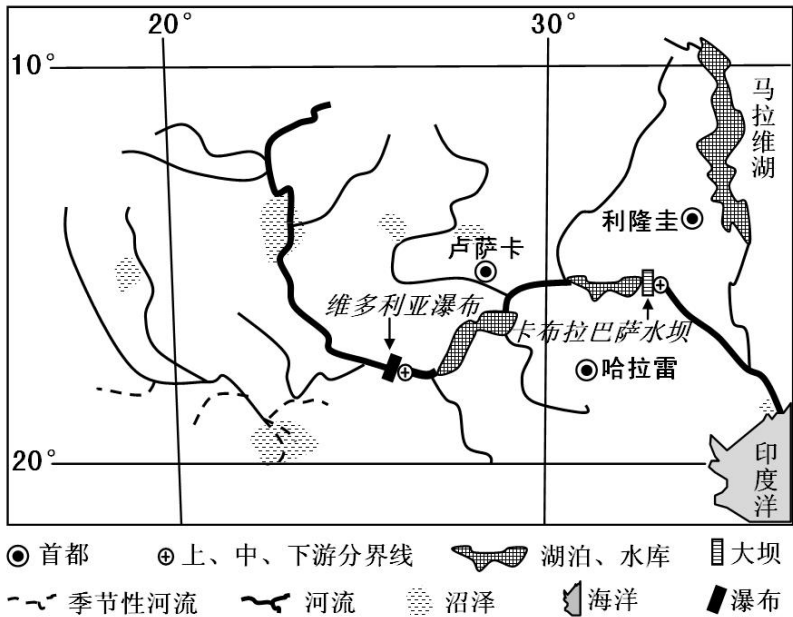 20° 30°
10°
马拉维湖
利隆圭
卢萨卡
维多利亚瀑布
卡布拉巴萨水坝
哈拉雷
20°
印度洋
首都 上、中、下游分界线 湖泊、水库 大坝
季节性河流 河流 沼泽 海洋 瀑布